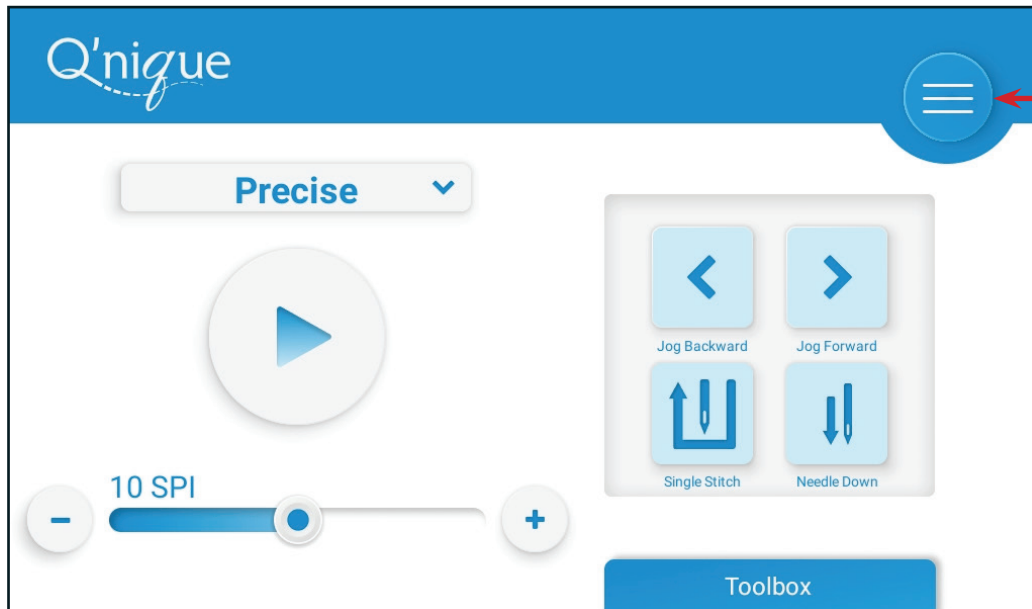 Q'nique
Precise
Jog Backward
Jog Forward
Single Stitch
Needle Down
10 SPI
Toolbox